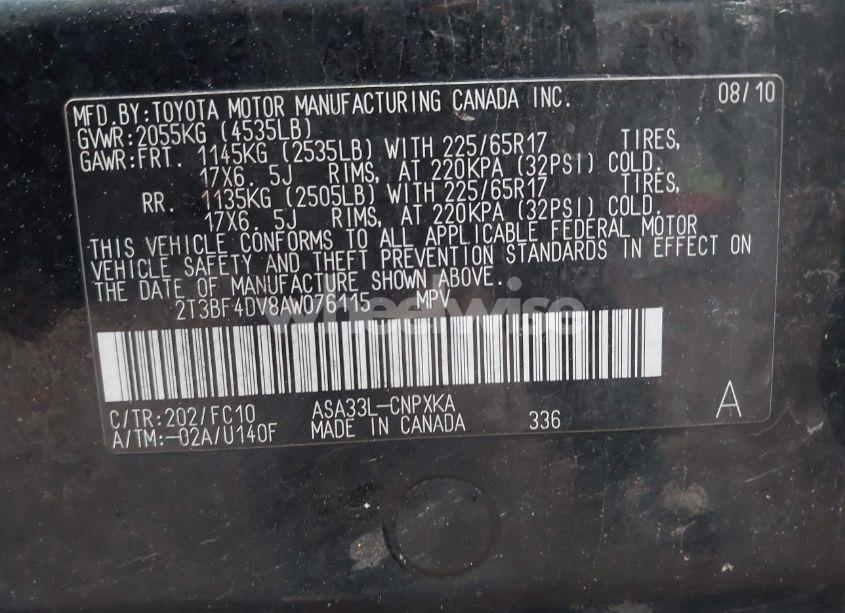 MFD.BY:TOYOTA MOTOR MANUFACTURING CANADA INC. 08/10
GVWR:2055KG (4535LB)
GAWR:FRT. 1145KG (2535LB) WITH 225/65R17 TIRES,
17X6.5J RIMS, AT 220KPA (32PSI) COLD.
RR. 1135KG (2505LB) WITH 225/65R17 TIRES,
17X6.5J RIMS, AT 220KPA (32PSI) COLD.
THIS VEHICLE CONFORMS TO ALL APPLICABLE FEDERAL MOTOR
VEHICLE SAFETY AND THEFT PREVENTION STANDARDS IN EFFECT ON
THE DATE OF MANUFACTURE SHOWN ABOVE.
2T3BF4DV8AW076115 MPV
wheelwise
C/TR:202/FC10 ASA33L-CNPXKA
A/TM:-02A/U140F MADE IN CANADA 336 A